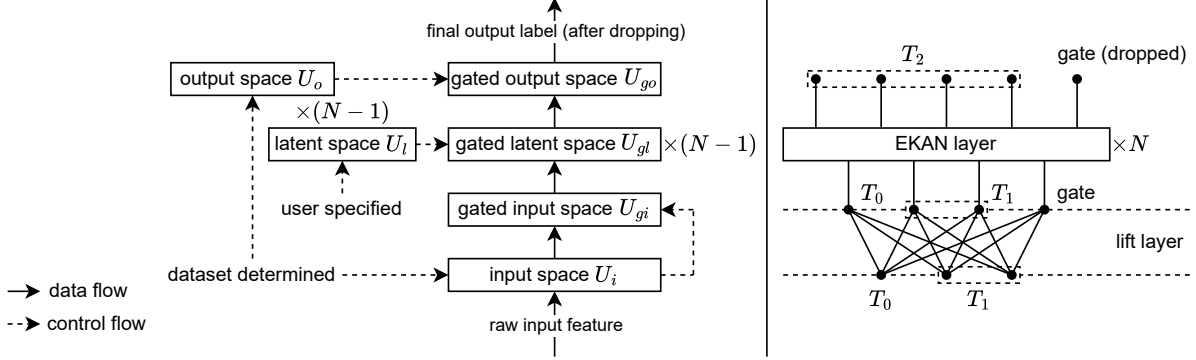 final output label (after dropping)
output space $U_o$
gated output space $U_{go}$
$\times(N-1)$
latent space $U_l$
gated latent space $U_{gl}$
$\times(N-1)$
user specified
gated input space $U_{gi}$
dataset determined
input space $U_i$
data flow
control flow
raw input feature
$T_2$
gate (dropped)
EKAN layer
$\times N$
$T_0$
$T_1$
gate
lift layer
$T_0$
$T_1$